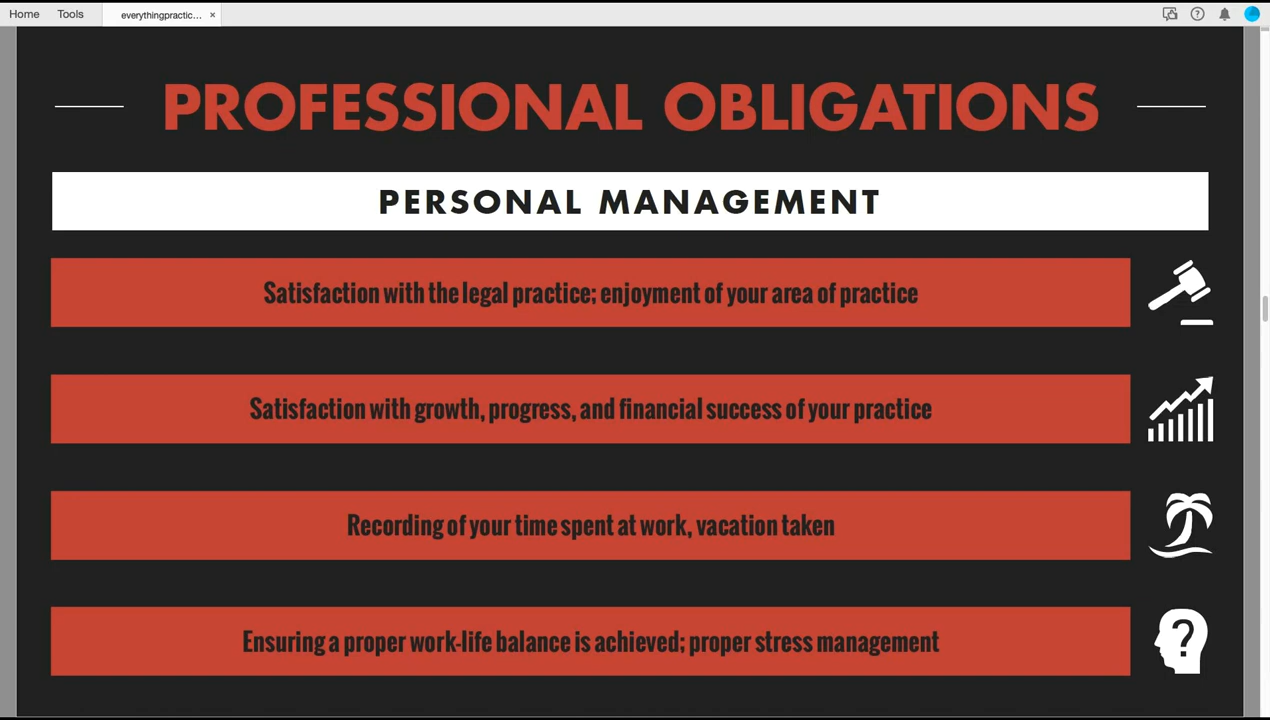 Home Tools everythingpractic... ×
PROFESSIONAL OBLIGATIONS
PERSONAL MANAGEMENT
Satisfaction with the legal practice; enjoyment of your area of practice
Satisfaction with growth, progress, and financial success of your practice
Recording of your time spent at work, vacation taken
Ensuring a proper work-life balance is achieved; proper stress management
?